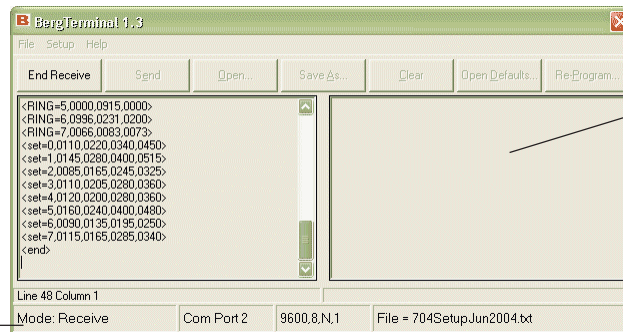 BergTerminal 1.3
File Setup Help
End Receive Send Open... Save As... Clear Open Defaults... Re-Program...
<RING=5,0000,0915,0000>
<RING=6,0996,0231,0200>
<RING=7,0066,0083,0073>
<set=0,0110,0220,0340,0450>
<set=1,0145,0280,0400,0515>
<set=2,0085,0165,0245,0325>
<set=3,0110,0205,0280,0360>
<set=4,0120,0200,0280,0360>
<set=5,0160,0240,0400,0480>
<set=6,0090,0135,0195,0250>
<set=7,0115,0165,0285,0340>
<end>
Line 48 Column 1
Mode: Receive Com Port 2 9600,8,N,1 File = 704SetupJun2004.txt